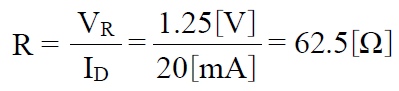 R = V_R / I_D = 1.25[V] / 20[mA] = 62.5[Ω]